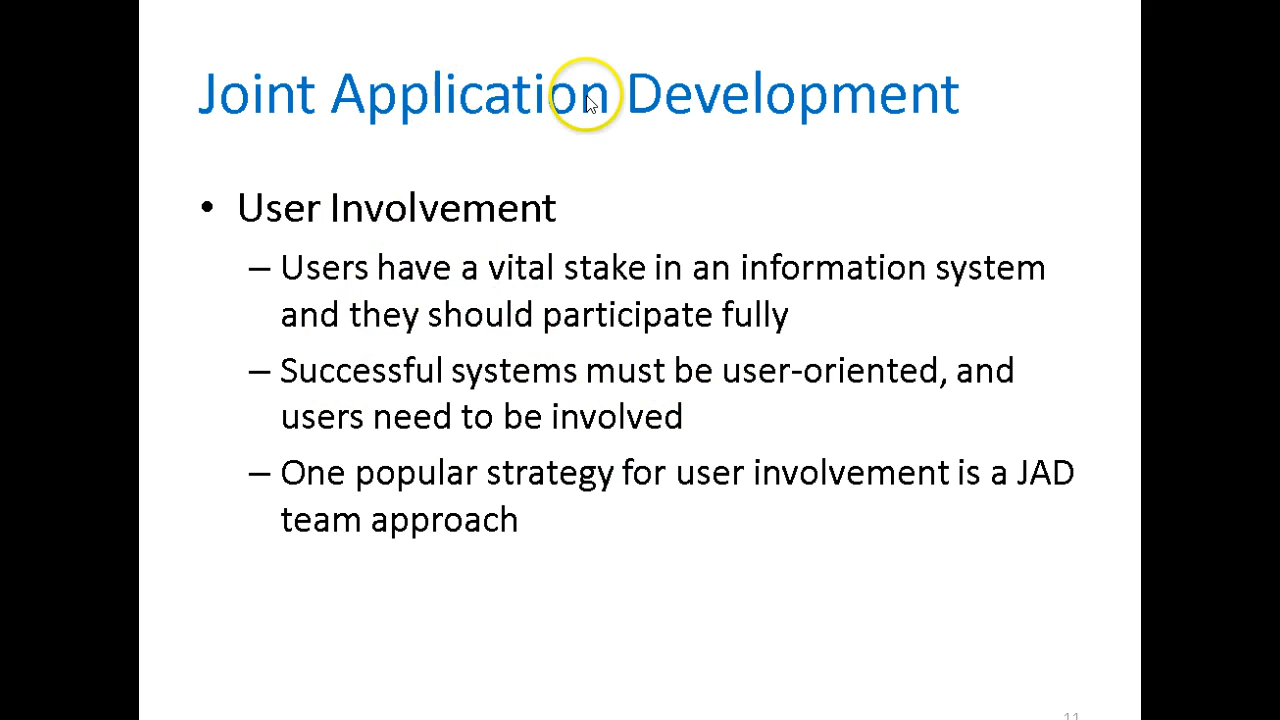 Joint Application Development
• User Involvement
– Users have a vital stake in an information system
and they should participate fully
– Successful systems must be user-oriented, and
users need to be involved
– One popular strategy for user involvement is a JAD
team approach
11